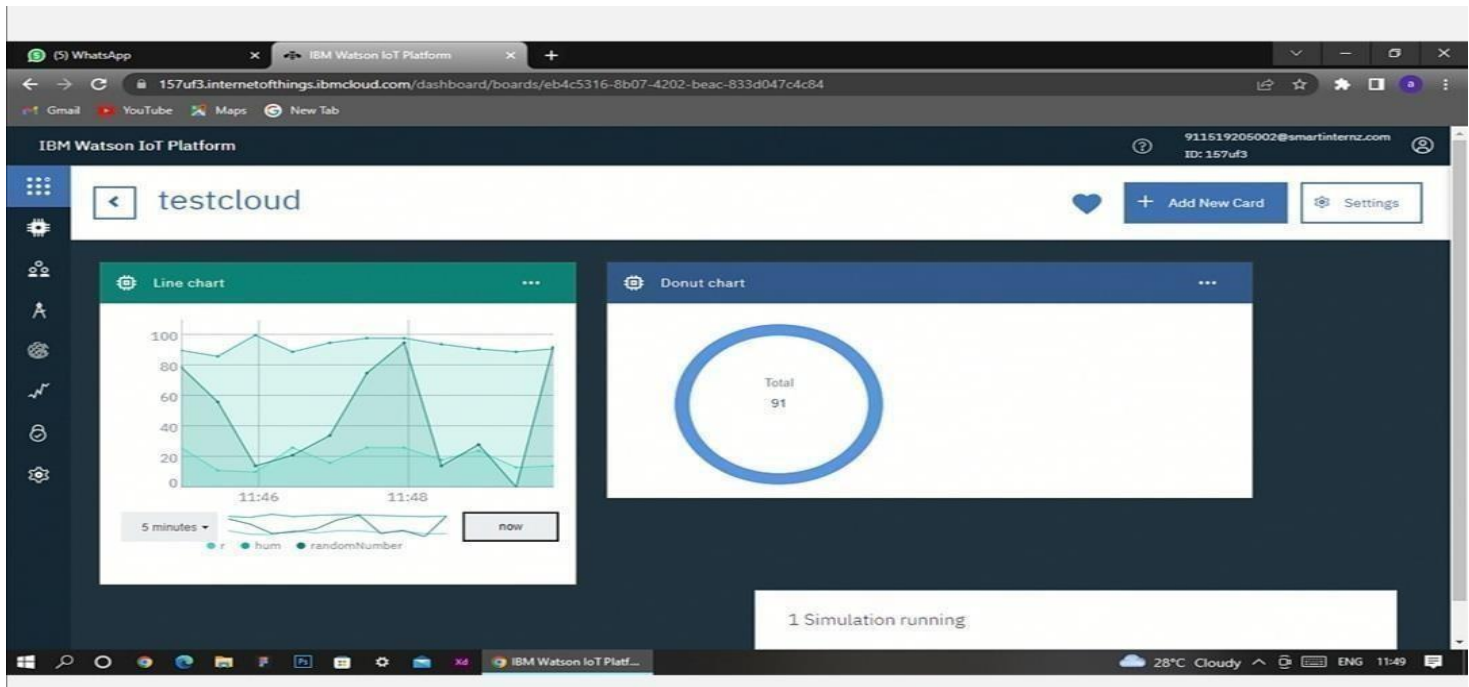 (5) WhatsApp
IBM Watson IoT Platform
157uf3.internetofthings.ibmcloud.com/dashboard/boards/eb4c5316-8b07-4202-beac-833d047c4c84
Gmail YouTube Maps New Tab
IBM Watson IoT Platform
911519205002@smartinternz.com
ID: 157uf3
testcloud
+ Add New Card
Settings
Line chart
100
80
60
40
20
0
11:46 11:48
5 minutes
now
r hum randomNumber
Donut chart
Total
91
1 Simulation running
Ps
Xd
IBM Watson IoT Platf...
28°C Cloudy
ENG 11:49